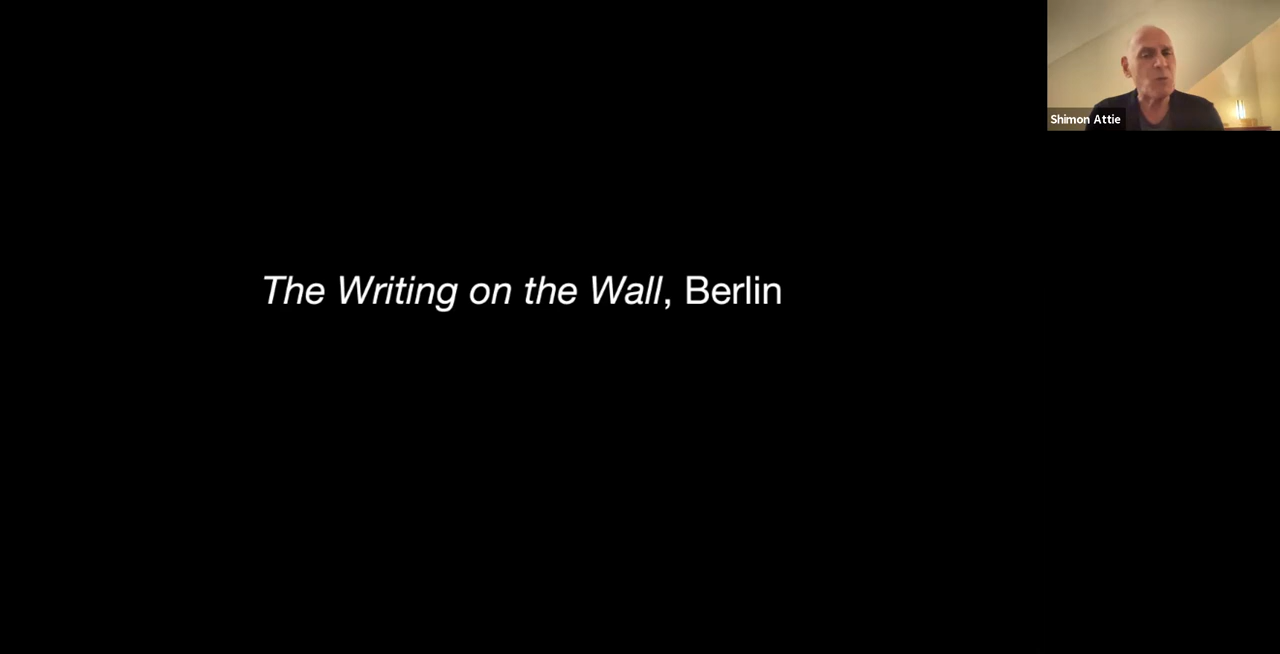 The Writing on the Wall, Berlin
Shimon Attie